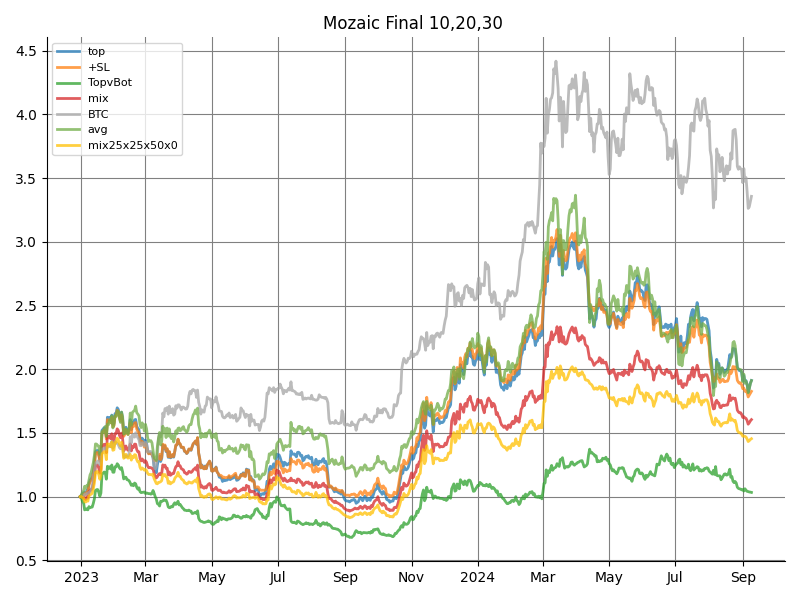 Mozaic Final 10,20,30
top
+SL
TopvBot
mix
BTC
avg
mix25x25x50x0
4.5
4.0
3.5
3.0
2.5
2.0
1.5
1.0
0.5
2023 Mar May Jul Sep Nov 2024 Mar May Jul Sep